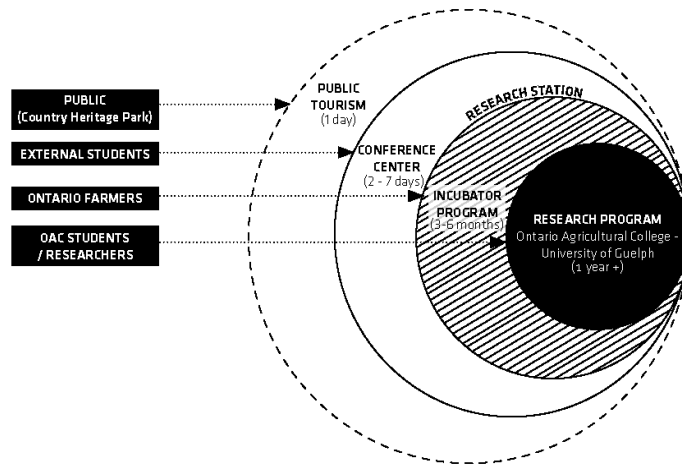 PUBLIC
(Country Heritage Park)
EXTERNAL STUDENTS
ONTARIO FARMERS
OAC STUDENTS
/ RESEARCHERS
PUBLIC
TOURISM
(1 day)
CONFERENCE
CENTER
(2 - 7 days)
RESEARCH STATION
INCUBATOR
PROGRAM
(3-6 months)
RESEARCH PROGRAM
Ontario Agricultural College -
University of Guelph
(1 year +)